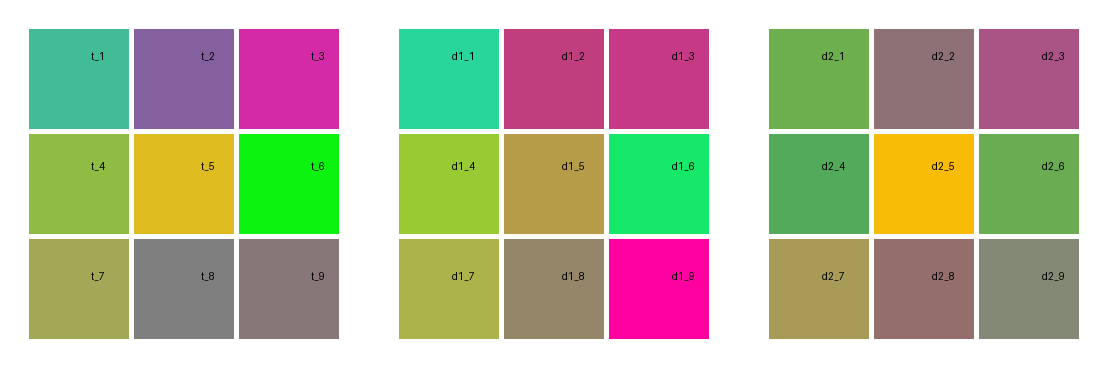 t_1 t_2 t_3 d1_1 d1_2 d1_3 d2_1 d2_2 d2_3
t_4 t_5 t_6 d1_4 d1_5 d1_6 d2_4 d2_5 d2_6
t_7 t_8 t_9 d1_7 d1_8 d1_9 d2_7 d2_8 d2_9